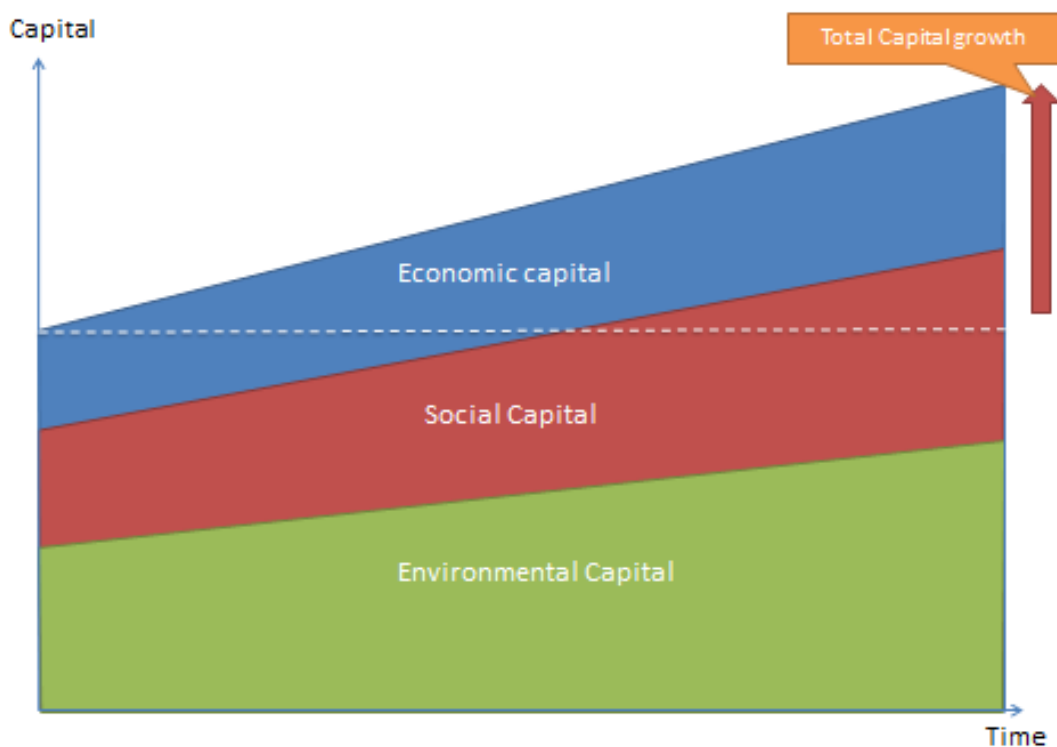 Capital
Total Capital growth
Economic capital
Social Capital
Environmental Capital
Time